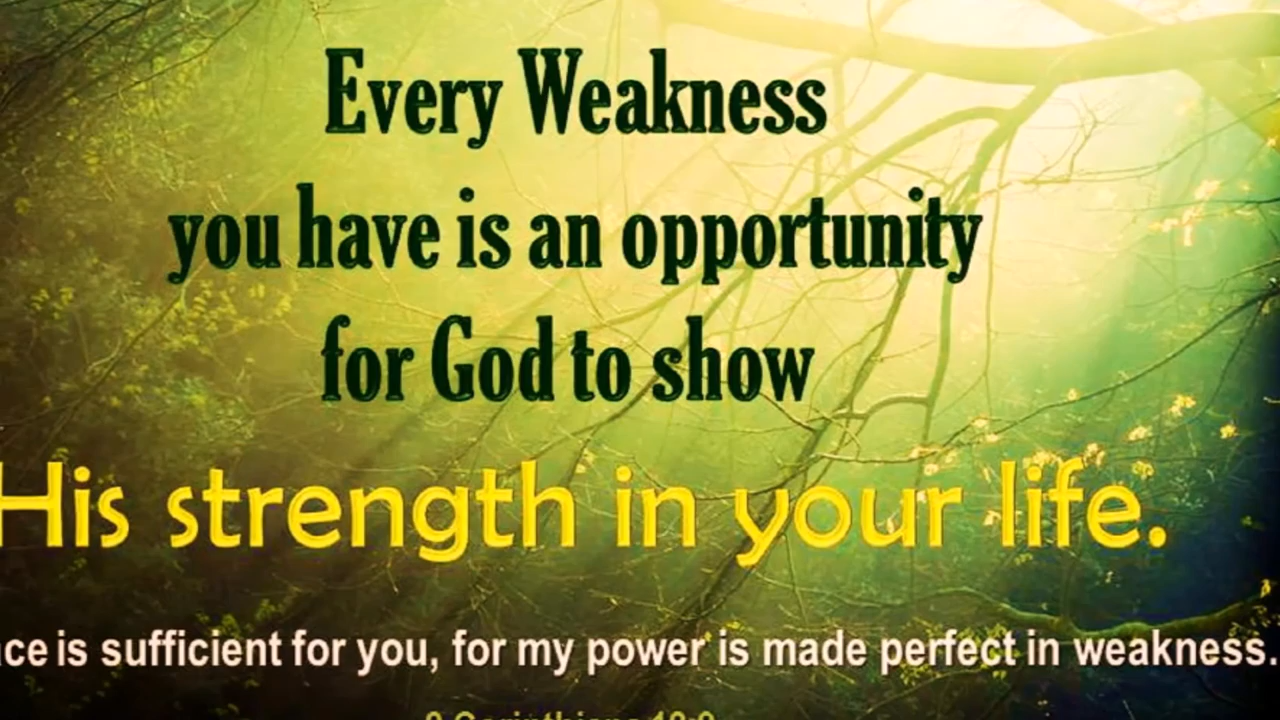 Every Weakness
you have is an opportunity
for God to show
His strength in your life.
is sufficient for you, for my power is made perfect in weakness.